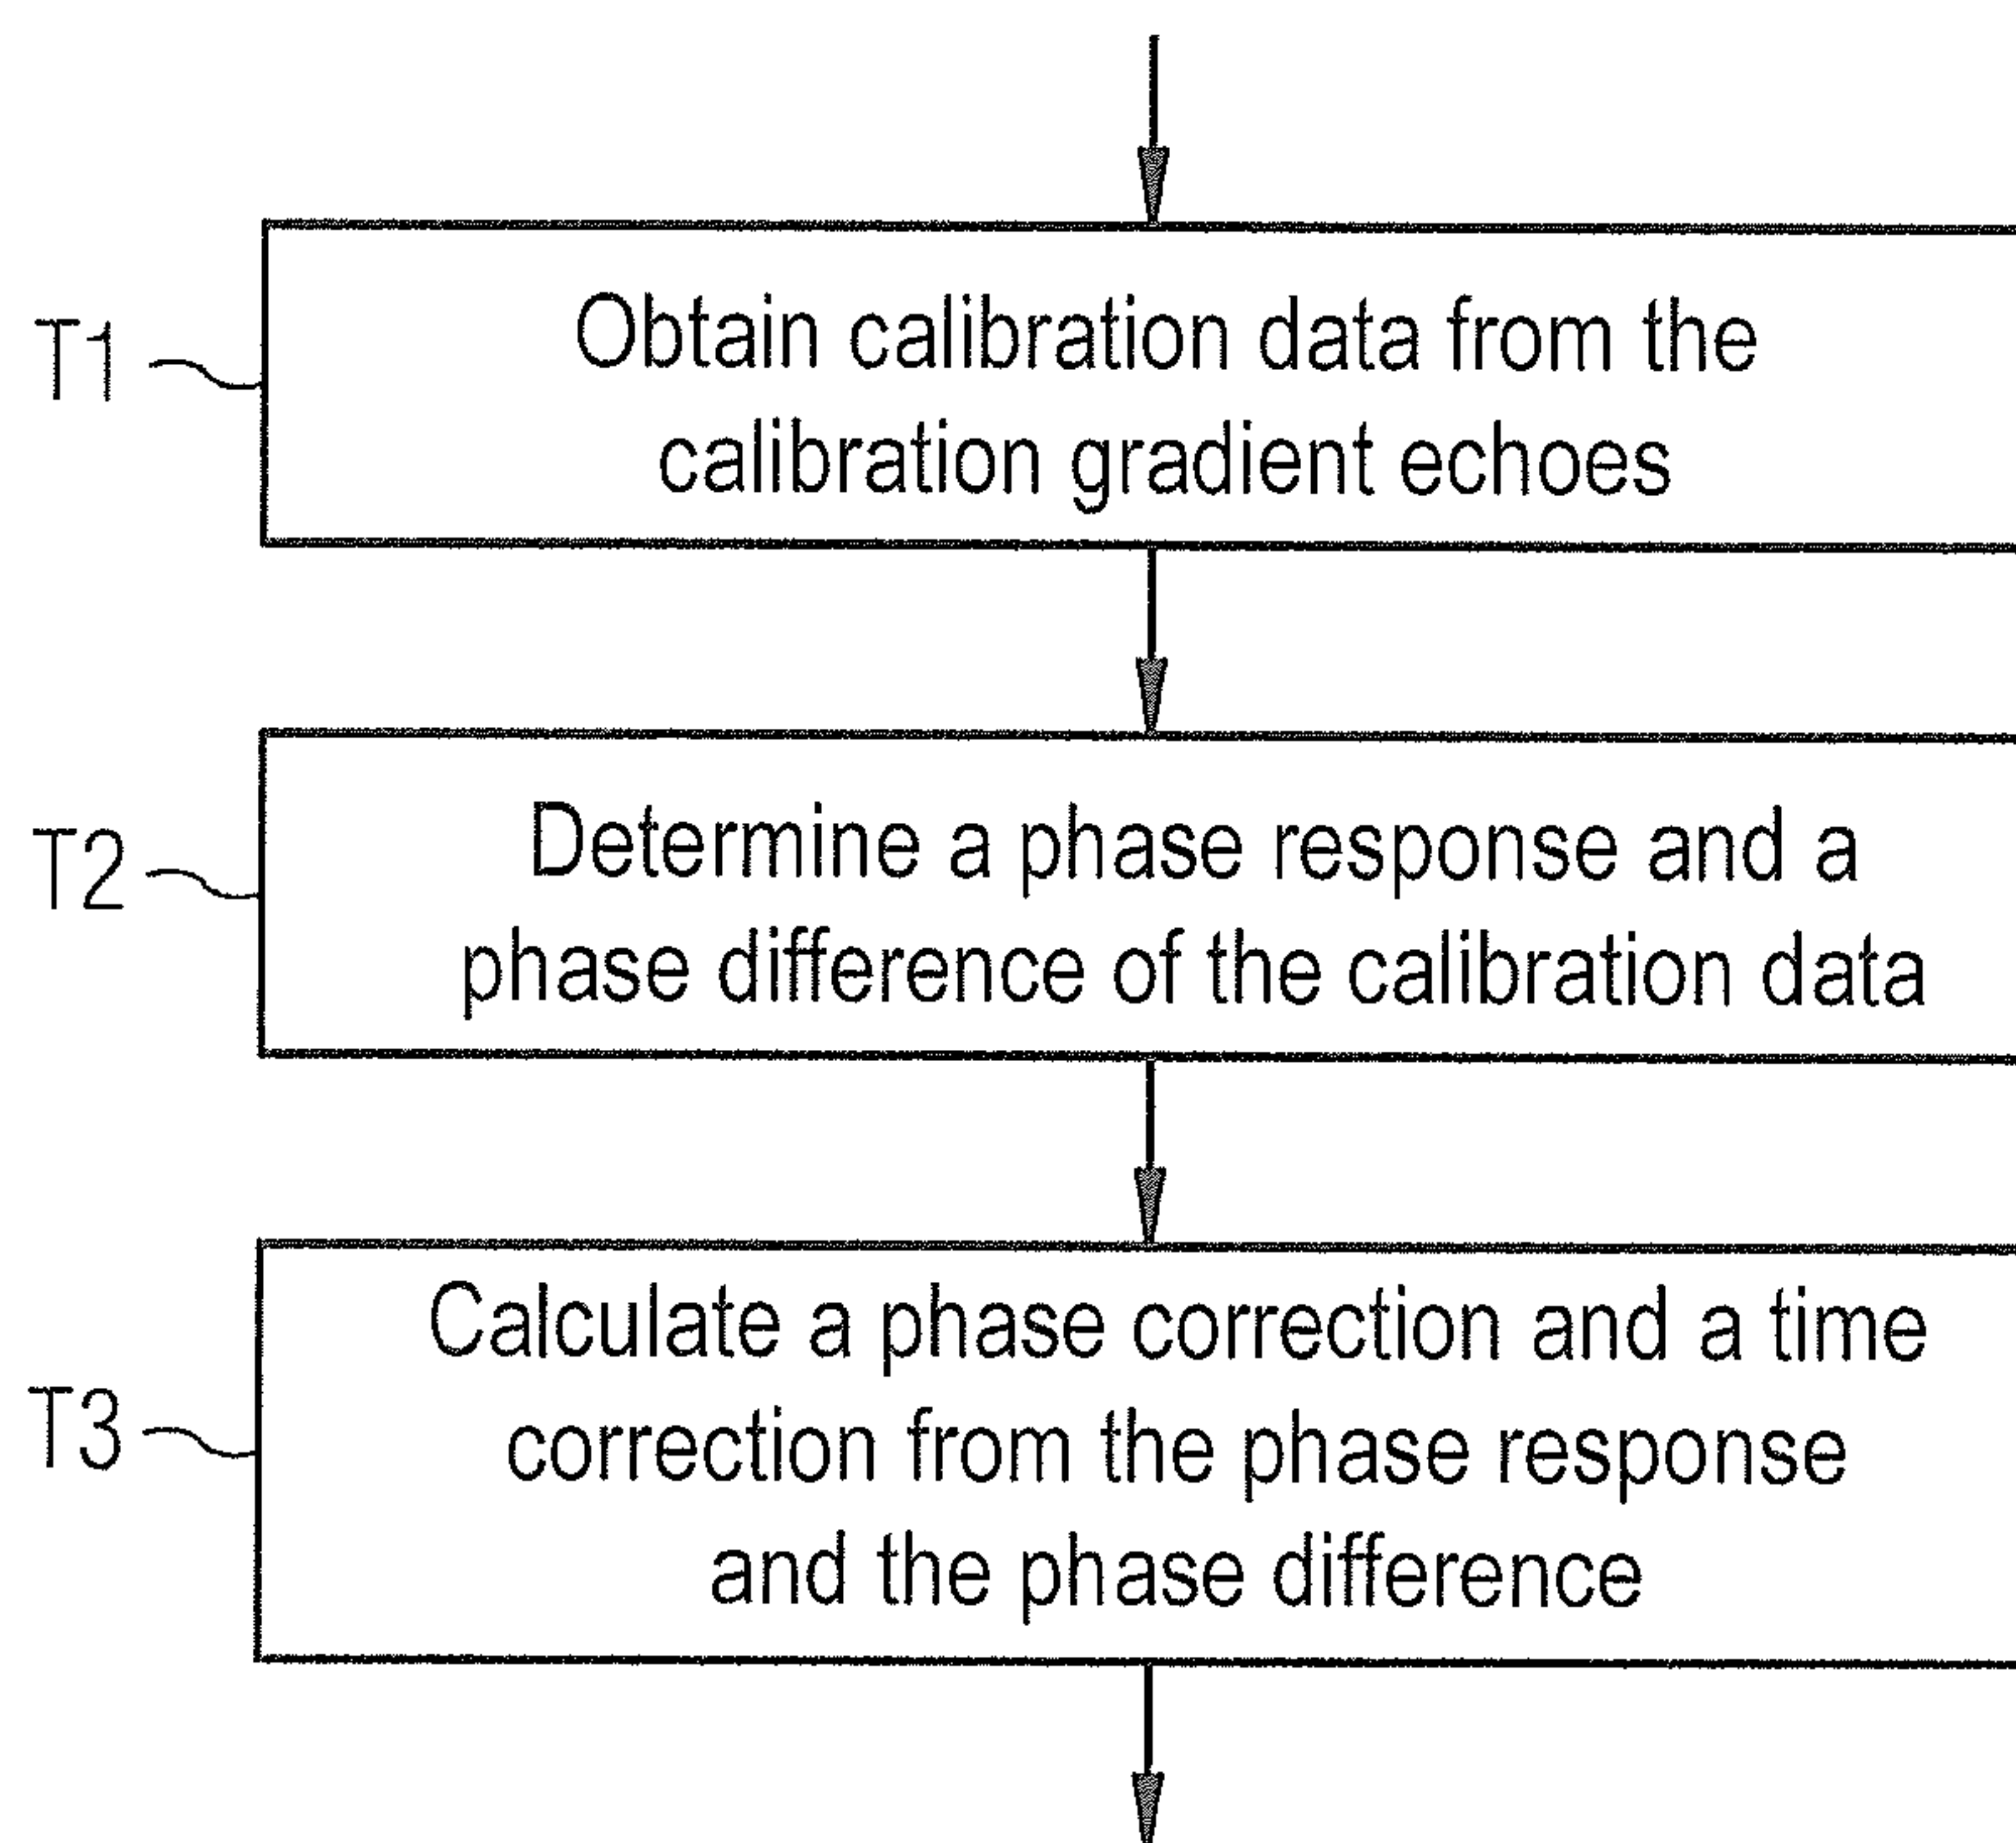 T1
Obtain calibration data from the
calibration gradient echoes
T2
Determine a phase response and a
phase difference of the calibration data
T3
Calculate a phase correction and a time
correction from the phase response
and the phase difference